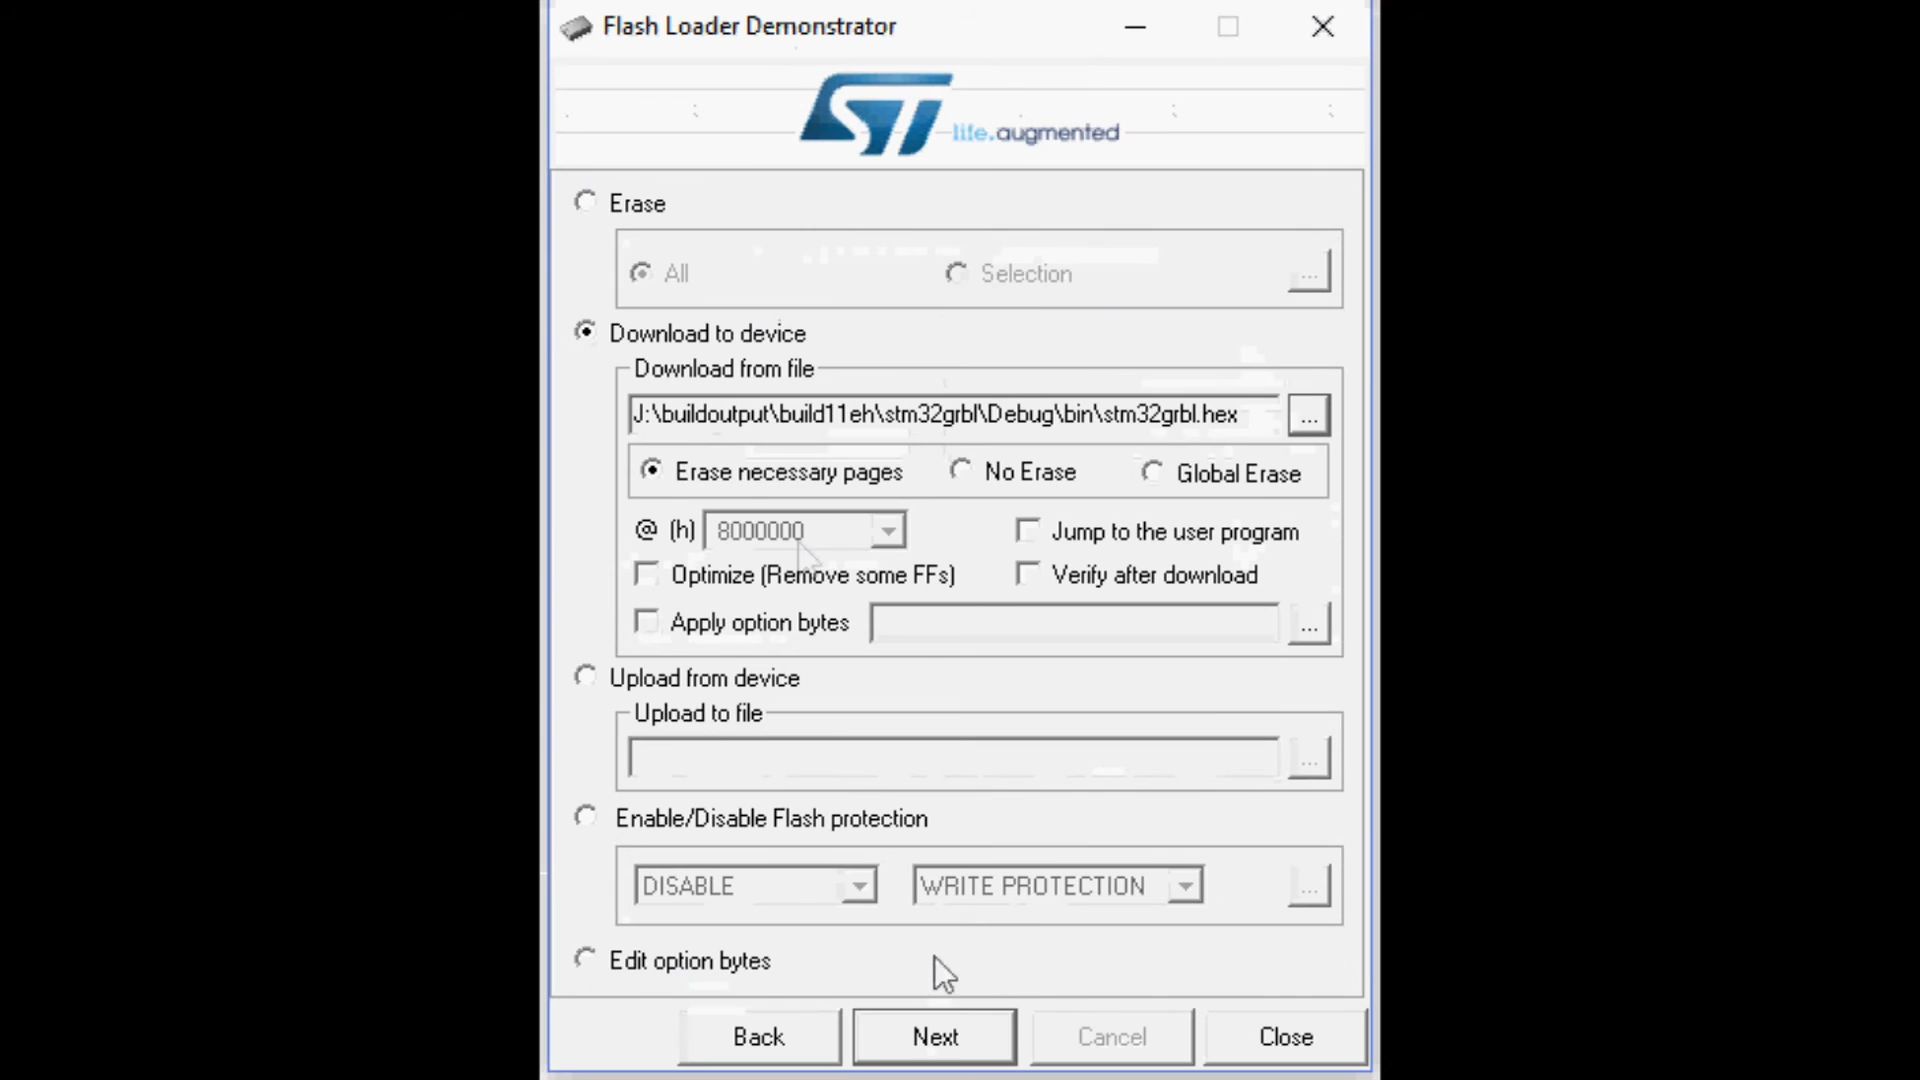 Flash Loader Demonstrator
ST life.augmented
Erase
All Selection ...
Download to device
Download from file
J:\buildoutput\build11eh\stm32grbl\Debug\bin\stm32grbl.hex ...
Erase necessary pages No Erase Global Erase
@ (h) 8000000 Jump to the user program
Optimize (Remove some FFs) Verify after download
Apply option bytes ...
Upload from device
Upload to file
...
Enable/Disable Flash protection
DISABLE WRITE PROTECTION ...
Edit option bytes
Back Next Cancel Close